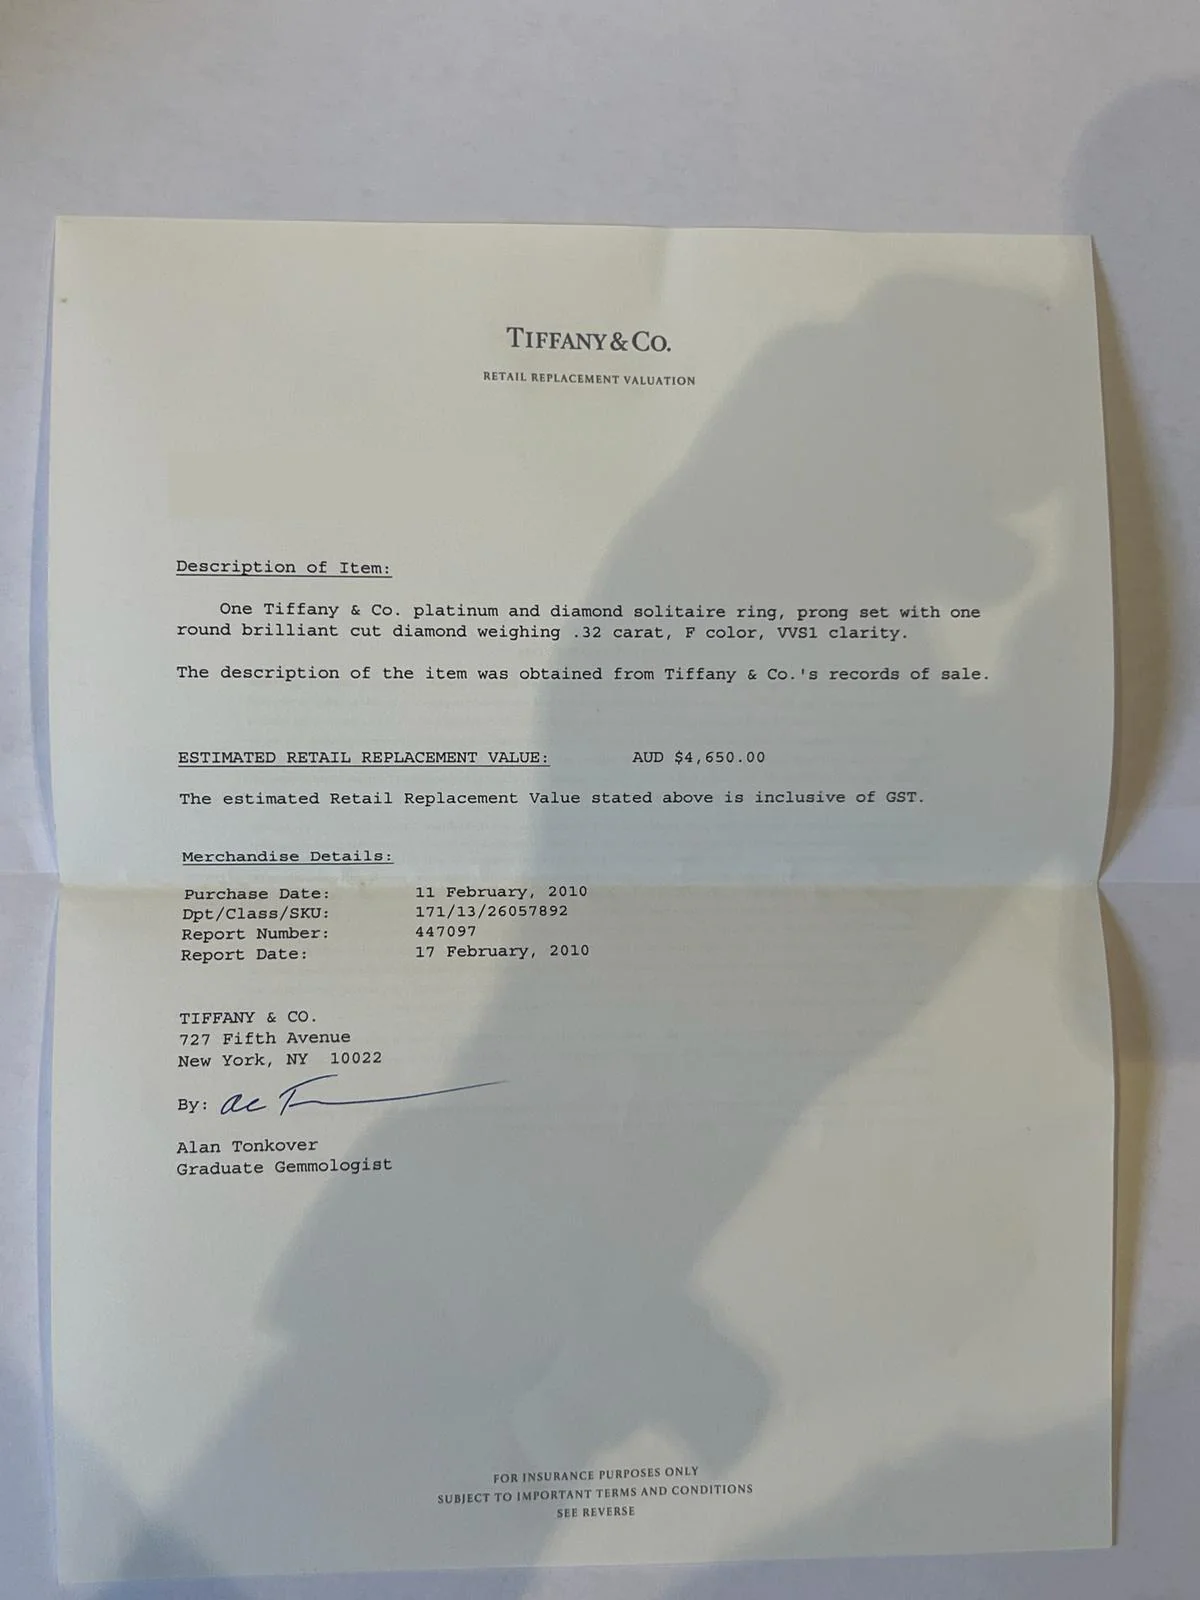 TIFFANY & CO.
RETAIL REPLACEMENT VALUATION
Description of Item:
One Tiffany & Co. platinum and diamond solitaire ring, prong set with one
round brilliant cut diamond weighing .32 carat, F color, VVS1 clarity.
The description of the item was obtained from Tiffany & Co.'s records of sale.
ESTIMATED RETAIL REPLACEMENT VALUE: AUD $4,650.00
The estimated Retail Replacement Value stated above is inclusive of GST.
Merchandise Details:
Purchase Date: 11 February, 2010
Dpt/Class/SKU: 171/13/26057892
Report Number: 447097
Report Date: 17 February, 2010
TIFFANY & CO.
727 Fifth Avenue
New York, NY 10022
By:
Alan Tonkover
Graduate Gemmologist
FOR INSURANCE PURPOSES ONLY
SUBJECT TO IMPORTANT TERMS AND CONDITIONS
SEE REVERSE